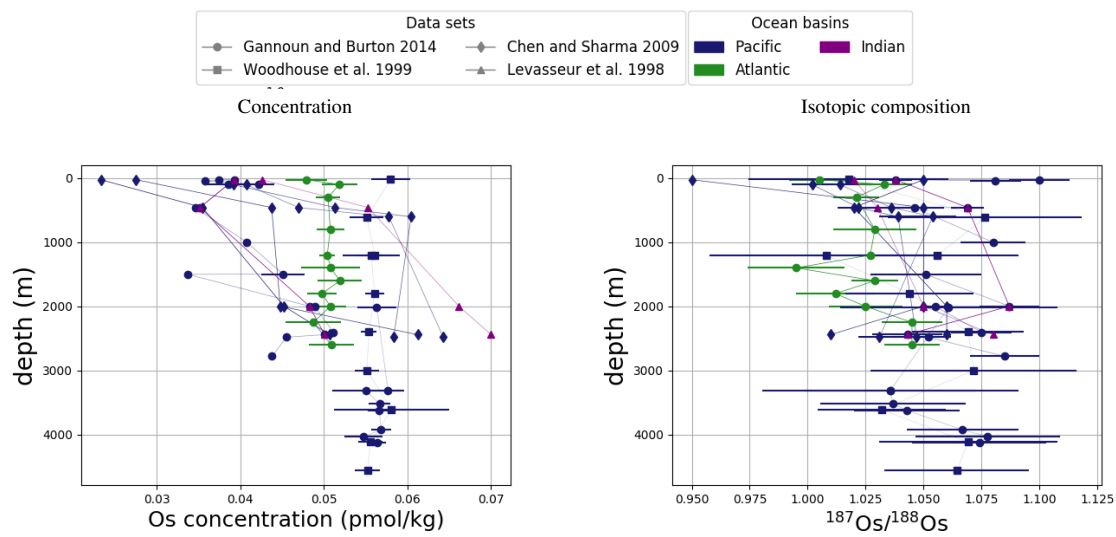 Data sets
Gannoun and Burton 2014
Chen and Sharma 2009
Woodhouse et al. 1999
Levasseur et al. 1998
Ocean basins
Pacific
Indian
Atlantic
Concentration
Isotopic composition
depth (m)
0
1000
2000
3000
4000
0.03
0.04
0.05
0.06
0.07
Os concentration (pmol/kg)
depth (m)
0
1000
2000
3000
4000
0.950
0.975
1.000
1.025
1.050
1.075
1.100
1.125
¹⁸⁷Os/¹⁸⁸Os